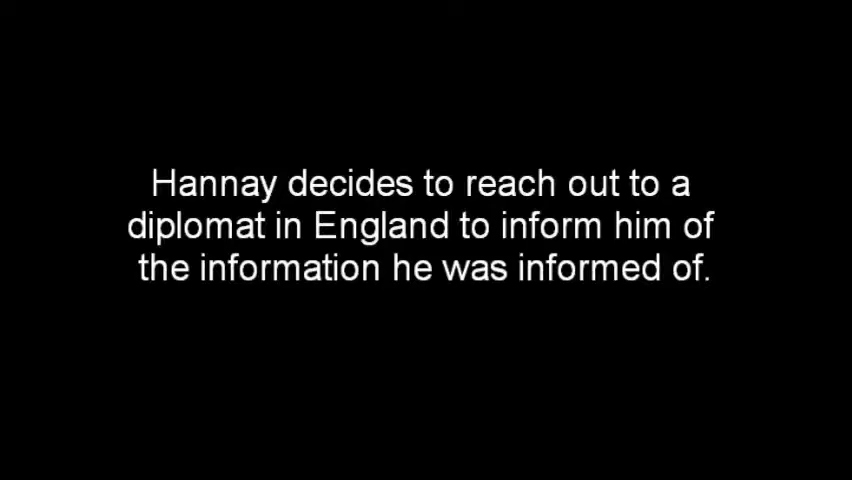 Hannay decides to reach out to a
diplomat in England to inform him of
the information he was informed of.